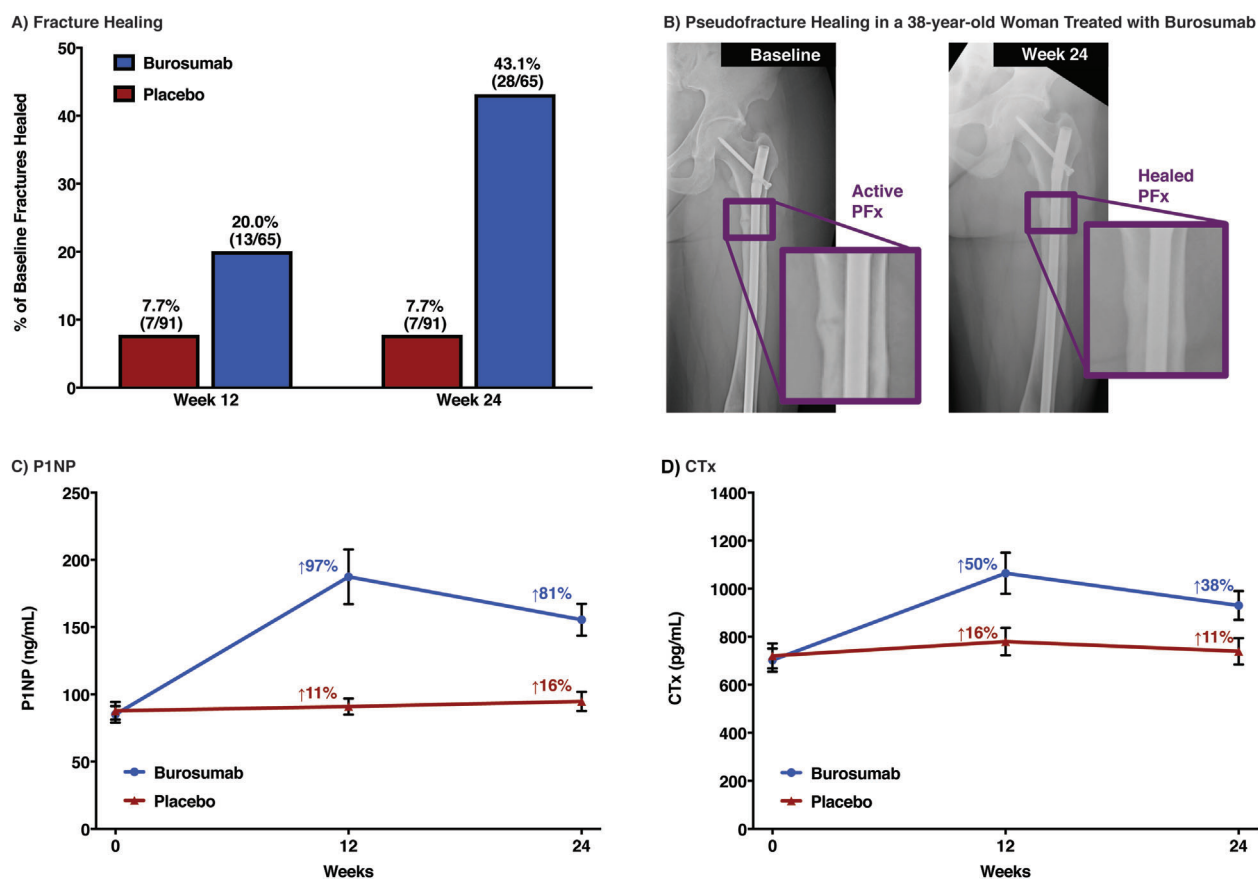 A) Fracture Healing
% of Baseline Fractures Healed
50
40
30
20
10
0
Burosumab
Placebo
7.7%
(7/91)
20.0%
(13/65)
7.7%
(7/91)
43.1%
(28/65)
Week 12
Week 24
B) Pseudofracture Healing in a 38-year-old Woman Treated with Burosumab
Baseline
Week 24
Active
PFx
Healed
PFx
C) P1NP
P1NP (ng/mL)
250
200
150
100
50
0
↑97%
↑81%
↑11%
↑16%
Burosumab
Placebo
0
12
24
Weeks
D) CTx
CTx (pg/mL)
1400
1200
1000
800
600
400
200
0
↑50%
↑38%
↑16%
↑11%
Burosumab
Placebo
0
12
24
Weeks